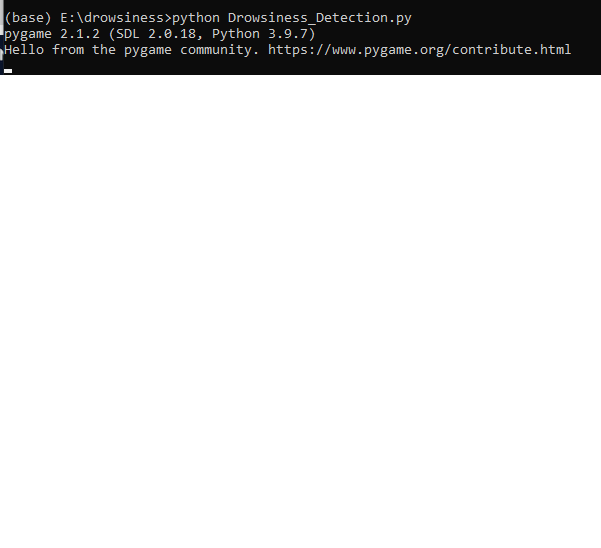 (base) E:\drowsiness>python Drowsiness_Detection.py
pygame 2.1.2 (SDL 2.0.18, Python 3.9.7)
Hello from the pygame community. https://www.pygame.org/contribute.html